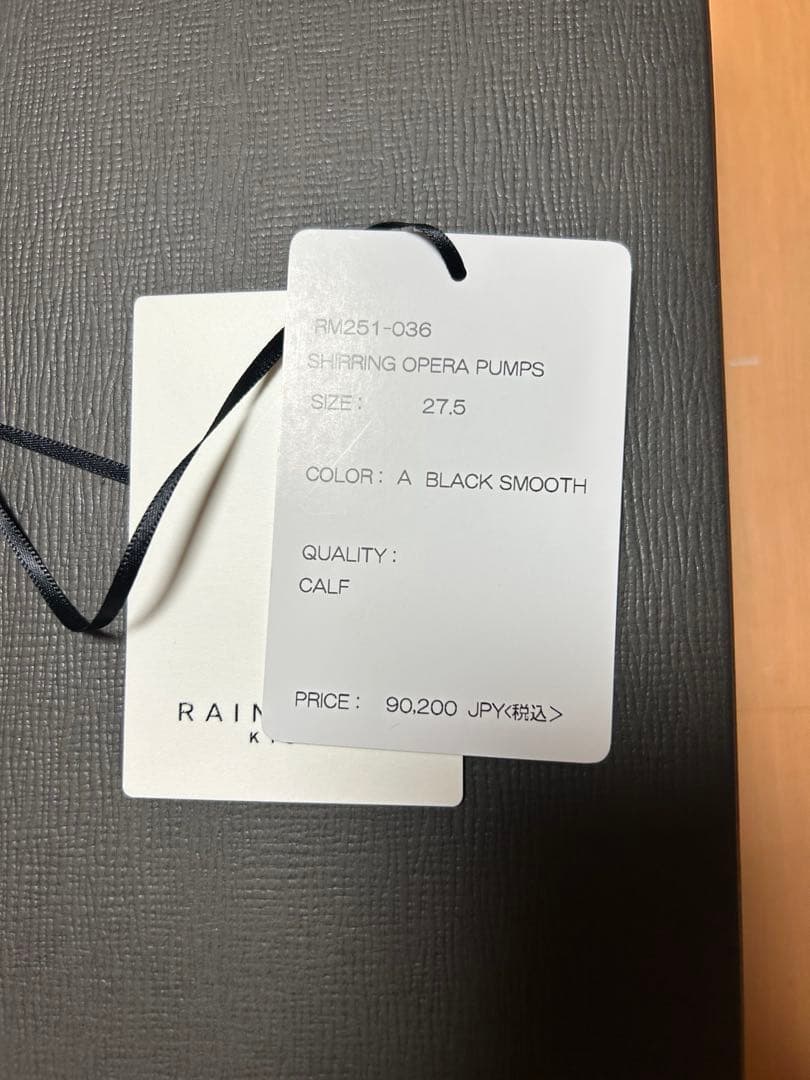 RM251-036
SHIRRING OPERA PUMPS
SIZE: 27.5
COLOR: A BLACK SMOOTH
QUALITY:
CALF
PRICE: 90,200 JPY<税込>
RAIN
K